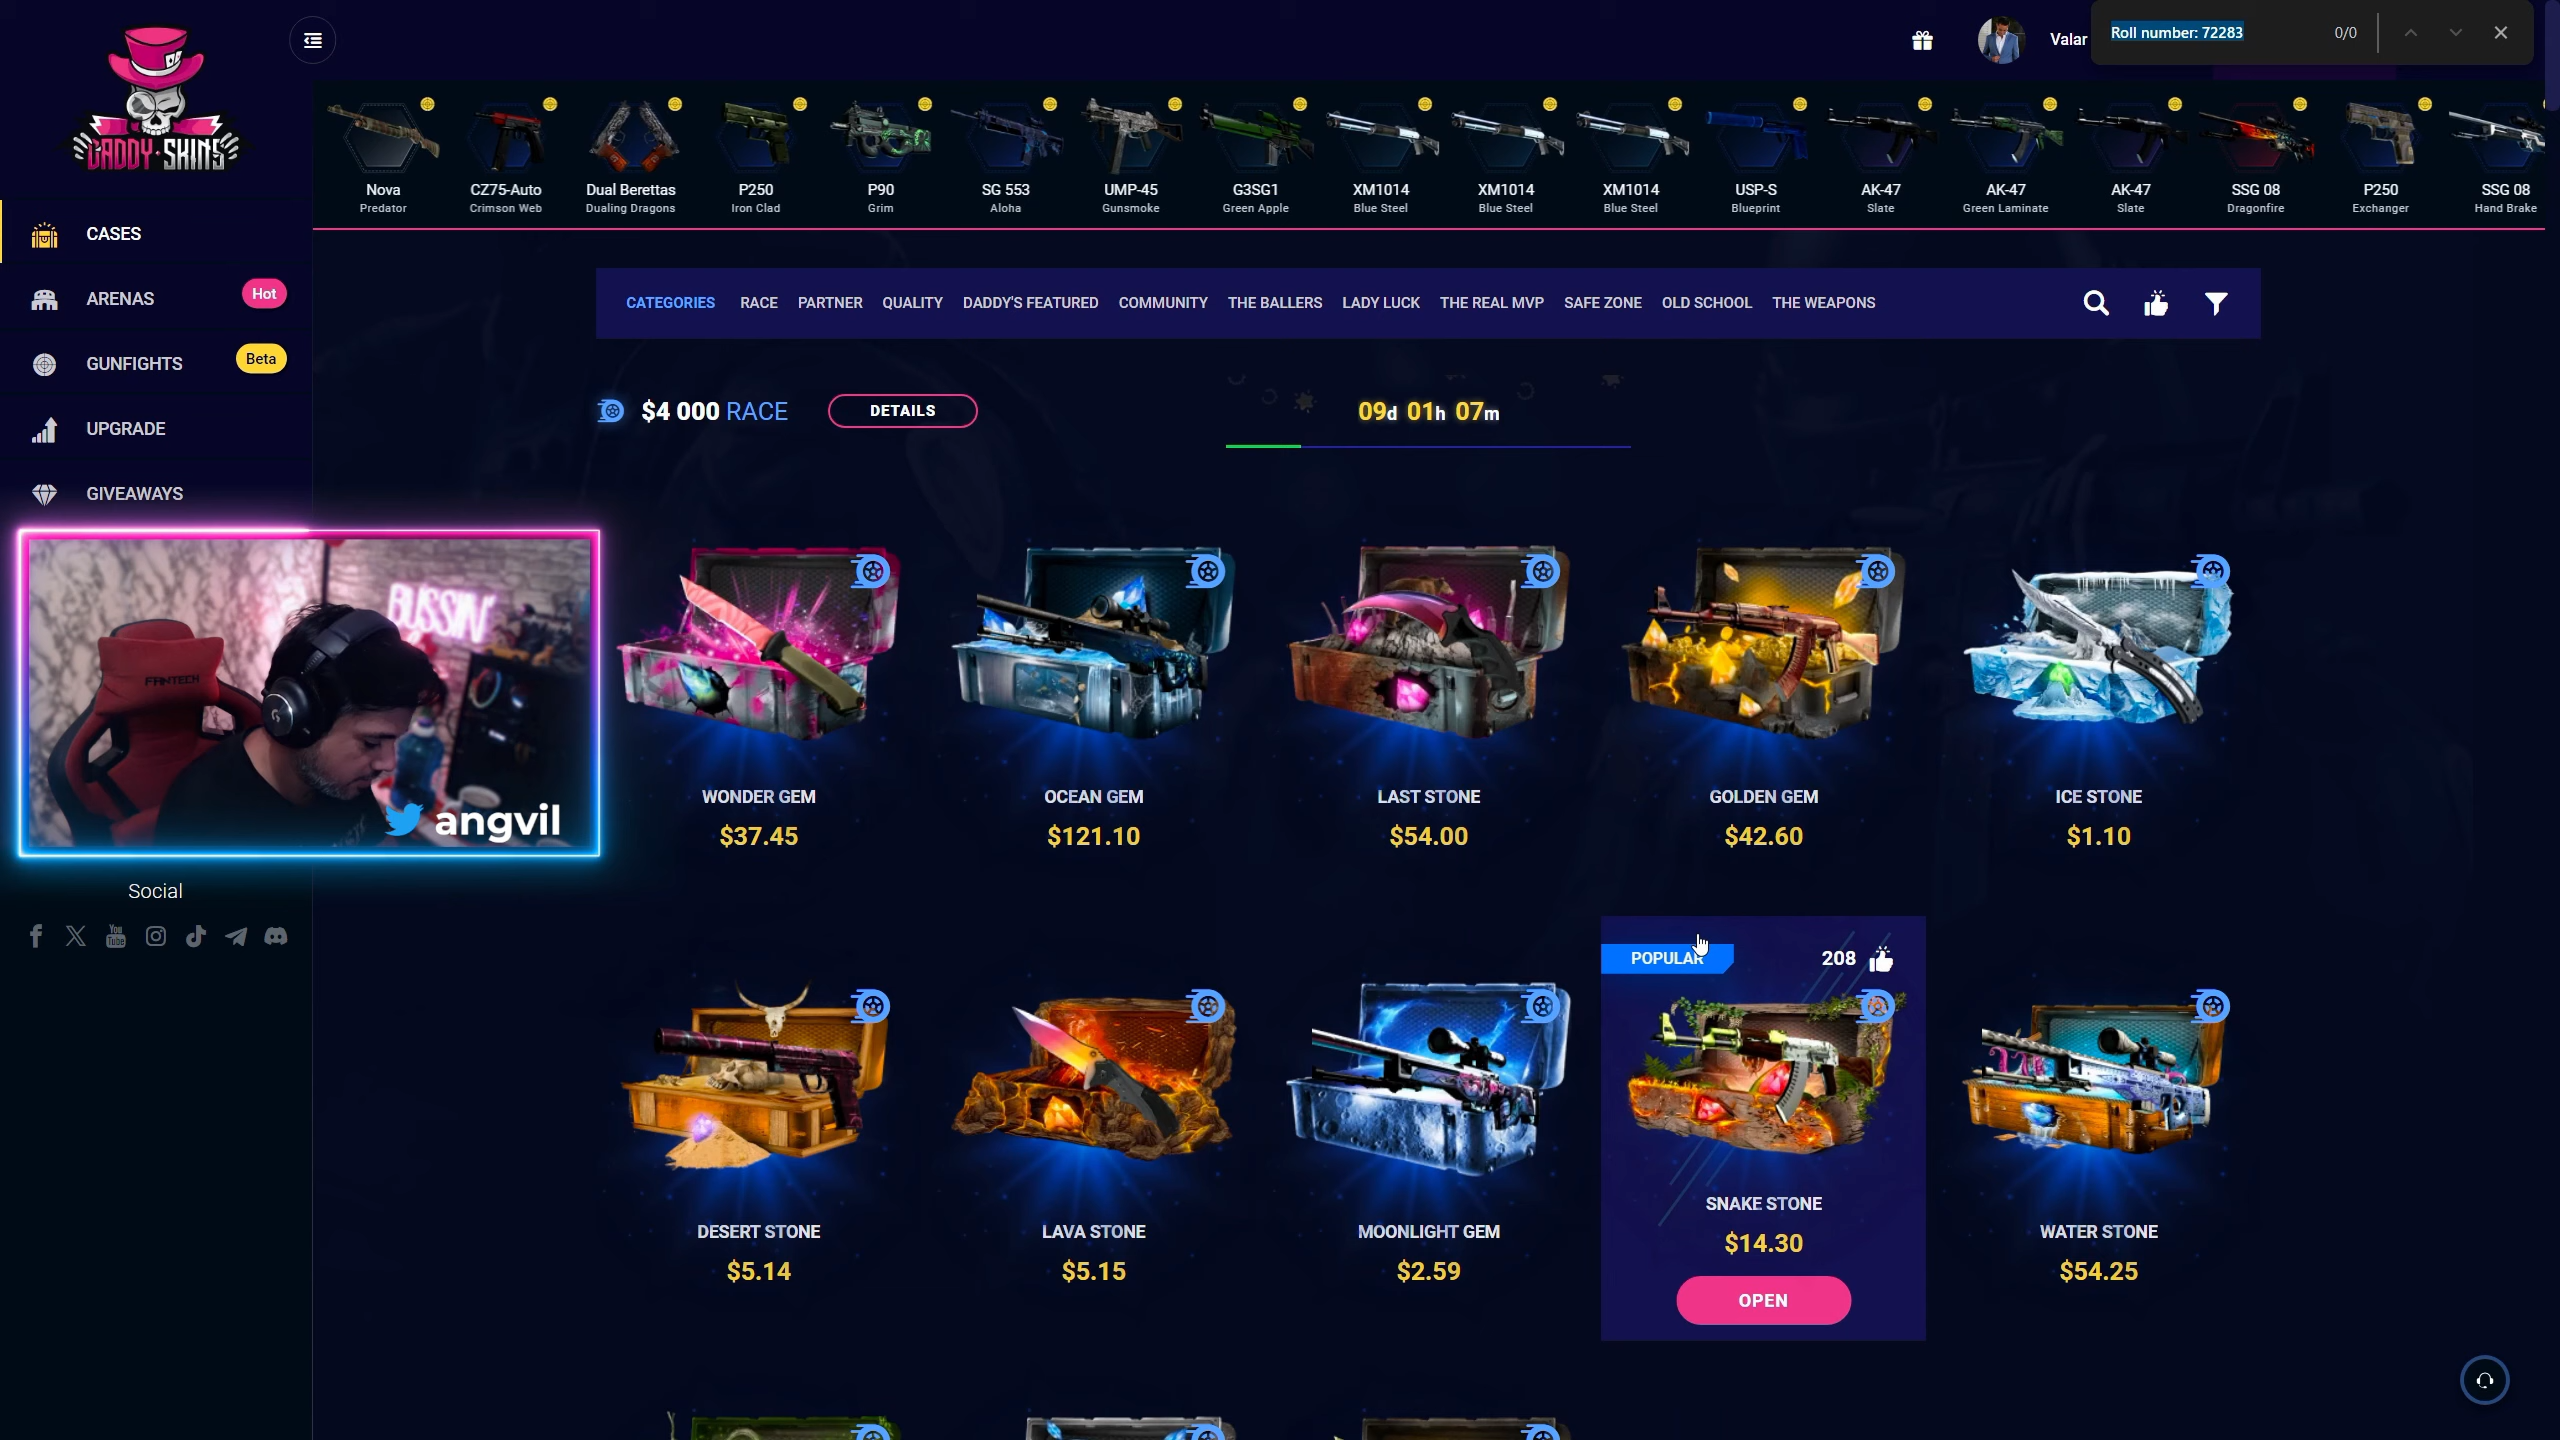 DADDY SKINS
Valar
Roll number: 72283
0/0
Nova
Predator
CZ75-Auto
Crimson Web
Dual Berettas
Dualing Dragons
P250
Iron Clad
P90
Grim
SG 553
Aloha
UMP-45
Gunsmoke
G3SG1
Green Apple
XM1014
Blue Steel
XM1014
Blue Steel
XM1014
Blue Steel
USP-S
Blueprint
AK-47
Slate
AK-47
Green Laminate
AK-47
Slate
SSG 08
Dragonfire
P250
Exchanger
SSG 08
Hand Brake
CASES
ARENAS
Hot
GUNFIGHTS
Beta
UPGRADE
GIVEAWAYS
CATEGORIES RACE PARTNER QUALITY DADDY'S FEATURED COMMUNITY THE BALLERS LADY LUCK THE REAL MVP SAFE ZONE OLD SCHOOL THE WEAPONS
$4 000 RACE
DETAILS
09d 01h 07m
BUSSIN'
FANTECH
angvil
Social
You
Tube
WONDER GEM
$37.45
OCEAN GEM
$121.10
LAST STONE
$54.00
GOLDEN GEM
$42.60
ICE STONE
$1.10
DESERT STONE
$5.14
LAVA STONE
$5.15
MOONLIGHT GEM
$2.59
POPULAR
208
SNAKE STONE
$14.30
OPEN
WATER STONE
$54.25